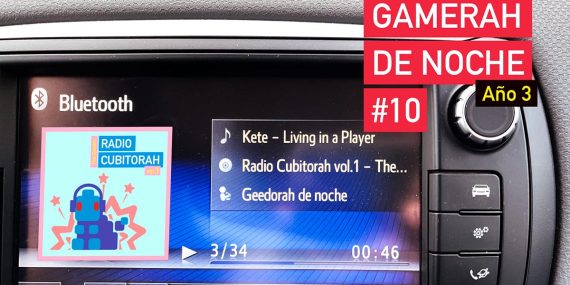 GAMERAH
DE NOCHE
#10
Año 3
Bluetooth
RADIO
CUBITORAH
Kete – Living in a Player
Radio Cubitorah vol.1 – The...
Geedorah de noche
3/34
00:46